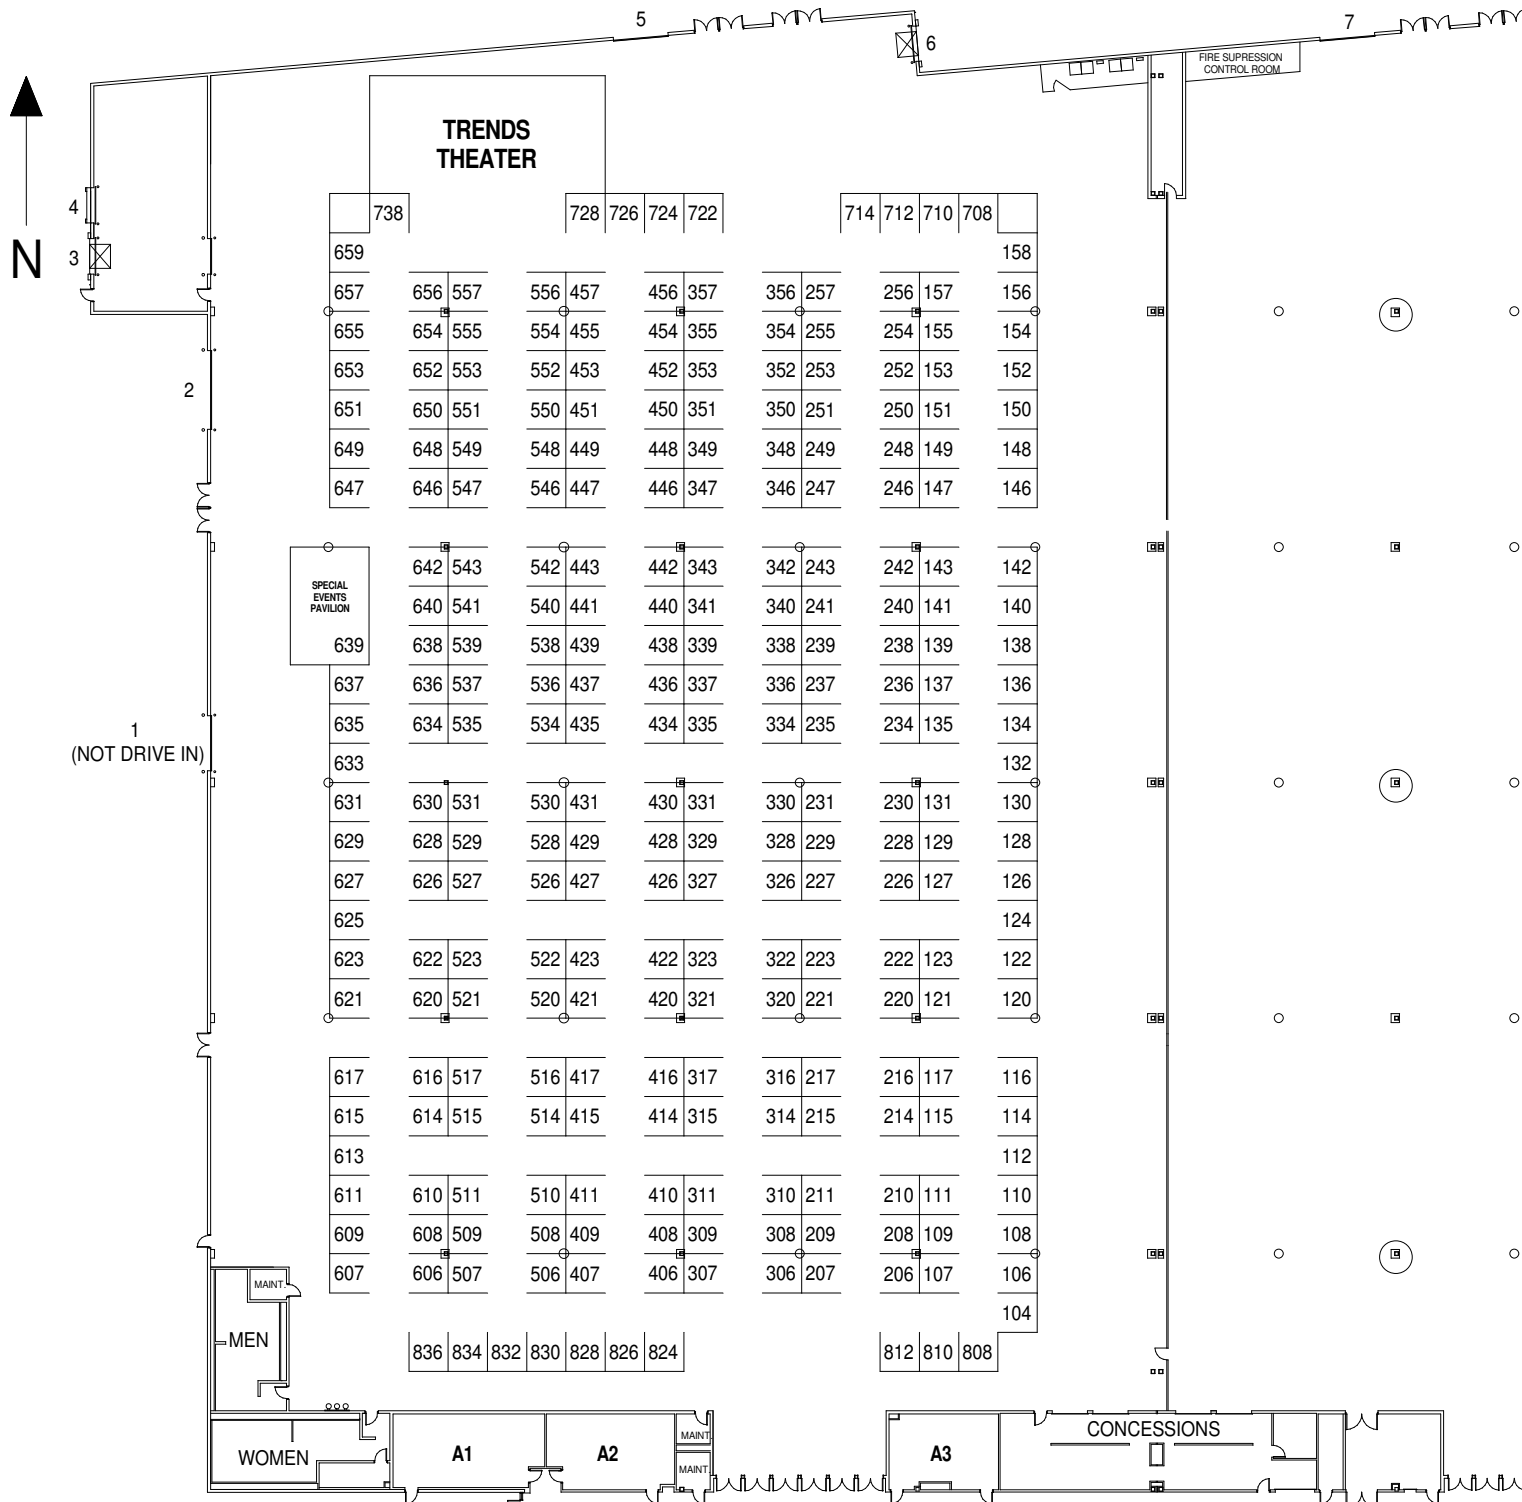 5
7
6
FIRE SUPRESSION
CONTROL ROOM
TRENDS
THEATER
4
3
N
738 728 726 724 722 714 712 710 708
659 158
657 656 557 556 457 456 357 356 257 256 157 156
655 654 555 554 455 454 355 354 255 254 155 154
653 652 553 552 453 452 353 352 253 252 153 152
2
651 650 551 550 451 450 351 350 251 250 151 150
649 648 549 548 449 448 349 348 249 248 149 148
647 646 547 546 447 446 347 346 247 246 147 146
642 543 542 443 442 343 342 243 242 143 142
SPECIAL
EVENTS
PAVILION
640 541 540 441 440 341 340 241 240 141 140
639 638 539 538 439 438 339 338 239 238 139 138
637 636 537 536 437 436 337 336 237 236 137 136
635 634 535 534 435 434 335 334 235 234 135 134
1
(NOT DRIVE IN)
633 132
631 630 531 530 431 430 331 330 231 230 131 130
629 628 529 528 429 428 329 328 229 228 129 128
627 626 527 526 427 426 327 326 227 226 127 126
625 124
623 622 523 522 423 422 323 322 223 222 123 122
621 620 521 520 421 420 321 320 221 220 121 120
617 616 517 516 417 416 317 316 217 216 117 116
615 614 515 514 415 414 315 314 215 214 115 114
613 112
611 610 511 510 411 410 311 310 211 210 111 110
609 608 509 508 409 408 309 308 209 208 109 108
607 606 507 506 407 406 307 306 207 206 107 106
MAINT.
104
MEN
836 834 832 830 828 826 824 812 810 808
WOMEN
A1
A2
MAINT.
MAINT.
A3
CONCESSIONS